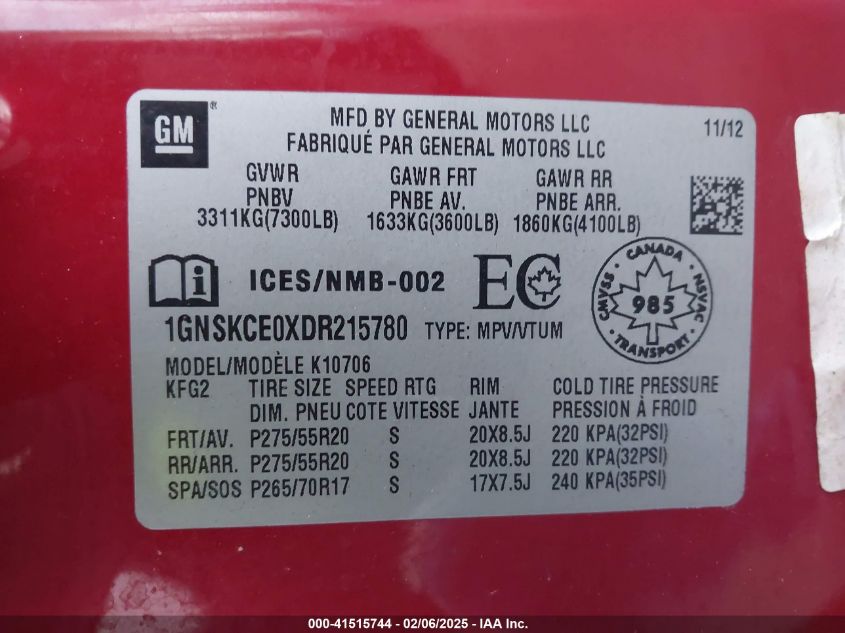 GM ®
MFD BY GENERAL MOTORS LLC
FABRIQUÉ PAR GENERAL MOTORS LLC
11/12
GVWR GAWR FRT GAWR RR
PNBV PNBE AV. PNBE ARR.
3311KG(7300LB) 1633KG(3600LB) 1860KG(4100LB)
i ICES/NMB-002 EC
CANADA
CMVSS · 985 · NSVAC
TRANSPORT
1GNSKCE0XDR215780 TYPE: MPV/VTUM
MODEL/MODÈLE K10706
KFG2 TIRE SIZE SPEED RTG RIM COLD TIRE PRESSURE
DIM. PNEU COTE VITESSE JANTE PRESSION À FROID
FRT/AV. P275/55R20 S 20X8.5J 220 KPA(32PSI)
RR/ARR. P275/55R20 S 20X8.5J 220 KPA(32PSI)
SPA/SOS P265/70R17 S 17X7.5J 240 KPA(35PSI)
000-41515744 - 02/06/2025 - IAA Inc.